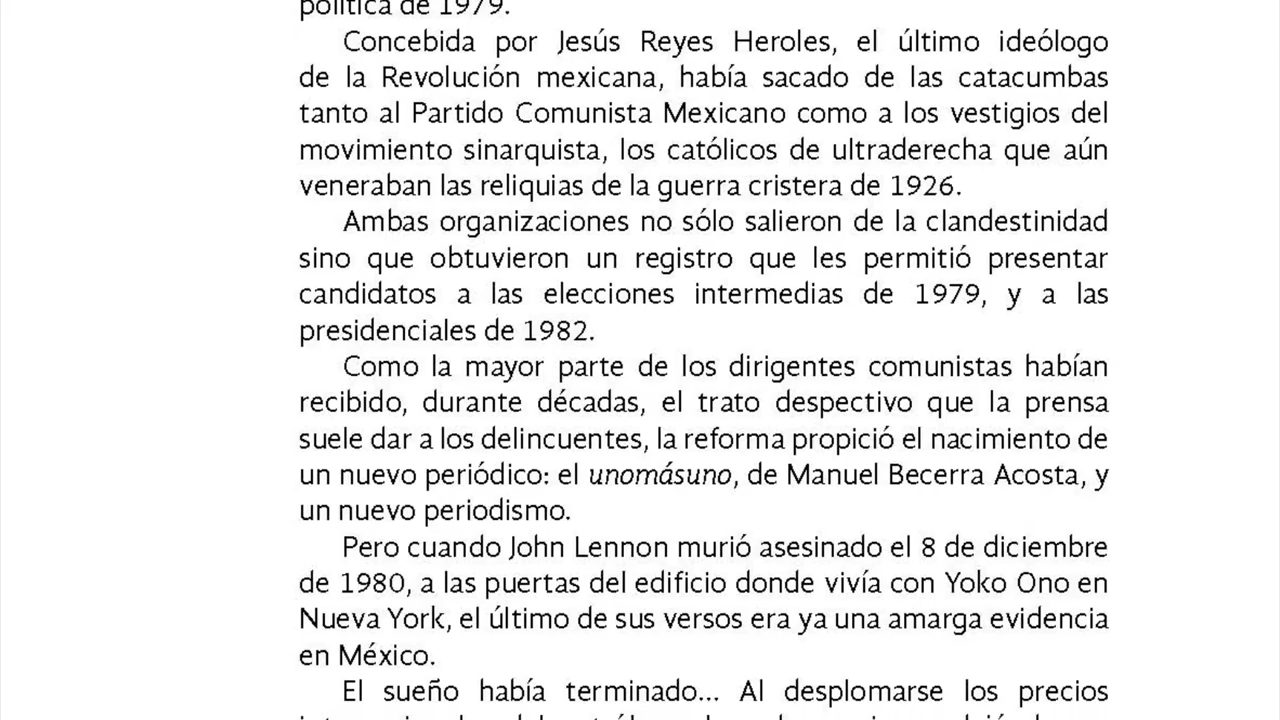 política de 1979.
Concebida por Jesús Reyes Heroles, el último ideólogo
de la Revolución mexicana, había sacado de las catacumbas
tanto al Partido Comunista Mexicano como a los vestigios del
movimiento sinarquista, los católicos de ultraderecha que aún
veneraban las reliquias de la guerra cristera de 1926.
Ambas organizaciones no sólo salieron de la clandestinidad
sino que obtuvieron un registro que les permitió presentar
candidatos a las elecciones intermedias de 1979, y a las
presidenciales de 1982.
Como la mayor parte de los dirigentes comunistas habían
recibido, durante décadas, el trato despectivo que la prensa
suele dar a los delincuentes, la reforma propició el nacimiento de
un nuevo periódico: el unomásuno, de Manuel Becerra Acosta, y
un nuevo periodismo.
Pero cuando John Lennon murió asesinado el 8 de diciembre
de 1980, a las puertas del edificio donde vivía con Yoko Ono en
Nueva York, el último de sus versos era ya una amarga evidencia
en México.
El sueño había terminado... Al desplomarse los precios